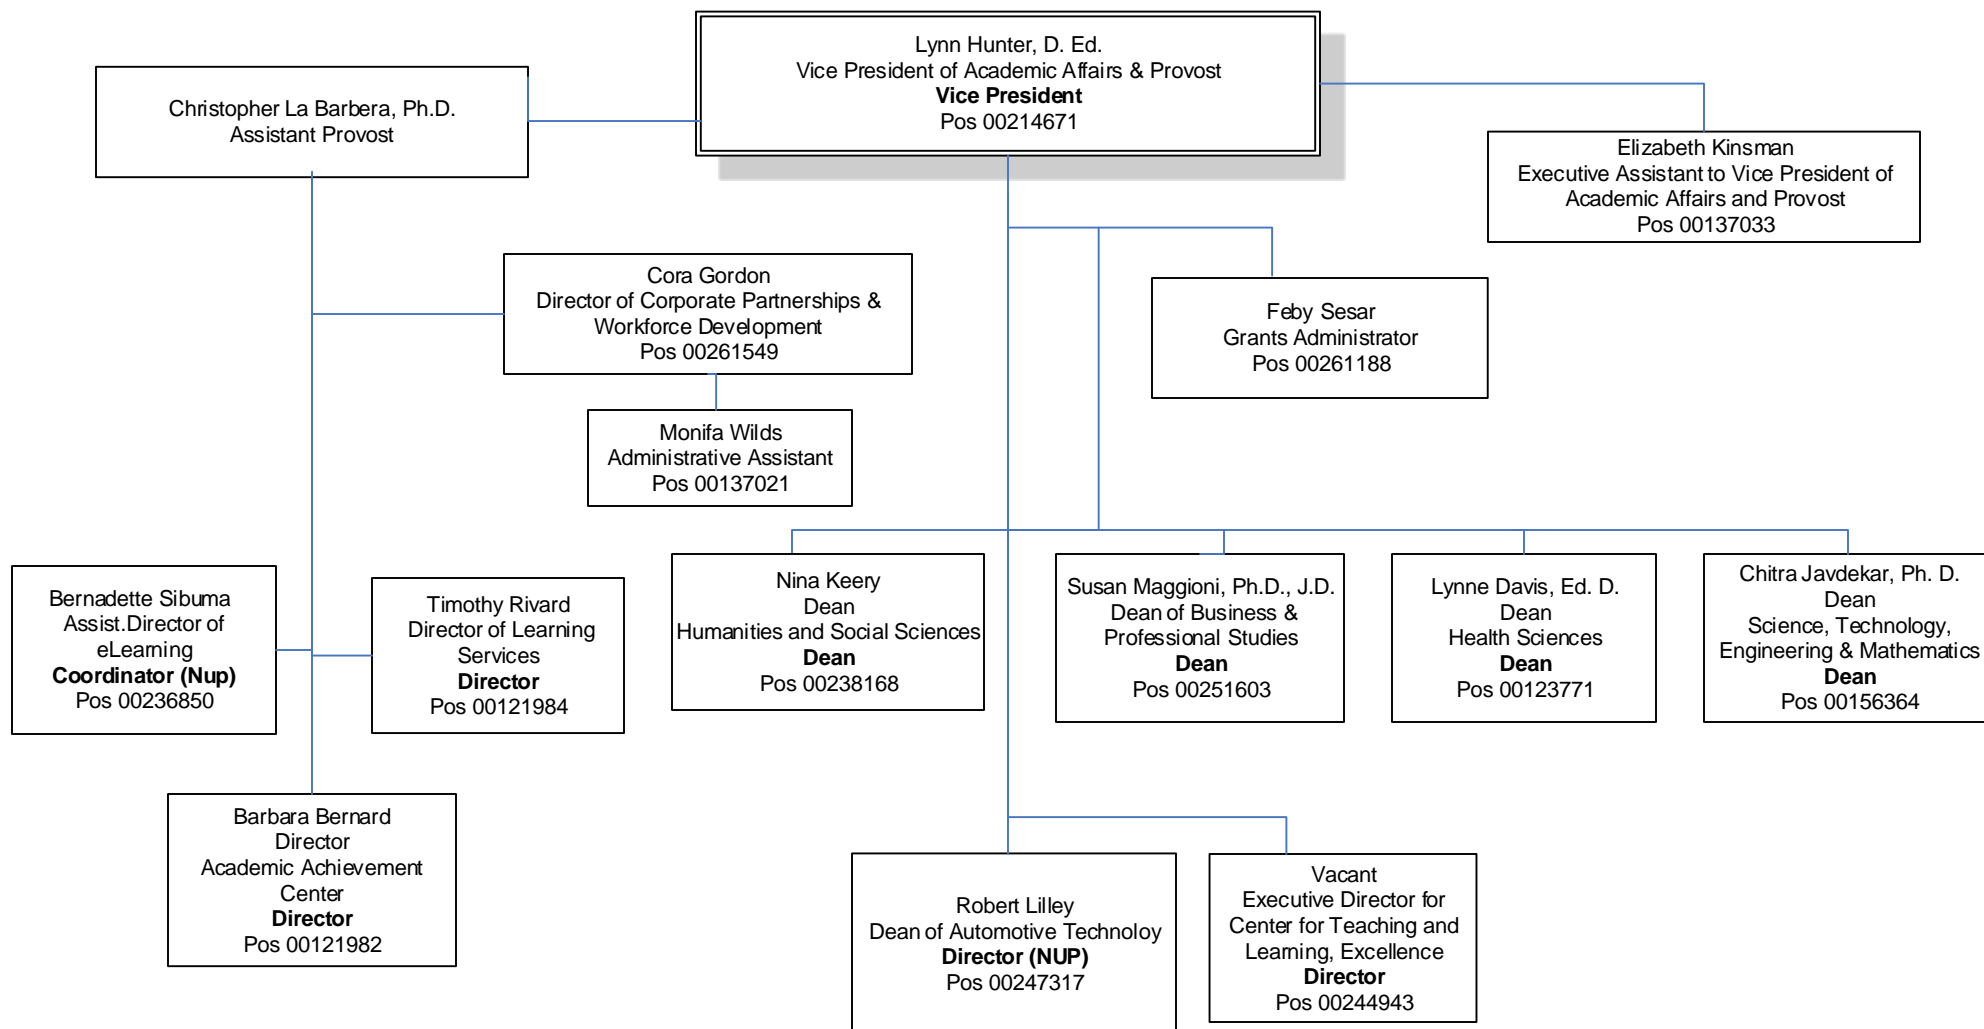 Lynn Hunter, D. Ed.
Vice President of Academic Affairs & Provost
Vice President
Pos 00214671
Christopher La Barbera, Ph.D.
Assistant Provost
Elizabeth Kinsman
Executive Assistant to Vice President of
Academic Affairs and Provost
Pos 00137033
Cora Gordon
Director of Corporate Partnerships &
Workforce Development
Pos 00261549
Feby Sesar
Grants Administrator
Pos 00261188
Monifa Wilds
Administrative Assistant
Pos 00137021
Bernadette Sibuma
Assist.Director of
eLearning
Coordinator (Nup)
Pos 00236850
Timothy Rivard
Director of Learning
Services
Director
Pos 00121984
Nina Keery
Dean
Humanities and Social Sciences
Dean
Pos 00238168
Susan Maggioni, Ph.D., J.D.
Dean of Business &
Professional Studies
Dean
Pos 00251603
Lynne Davis, Ed. D.
Dean
Health Sciences
Dean
Pos 00123771
Chitra Javdekar, Ph. D.
Dean
Science, Technology,
Engineering & Mathematics
Dean
Pos 00156364
Barbara Bernard
Director
Academic Achievement
Center
Director
Pos 00121982
Robert Lilley
Dean of Automotive Technoloy
Director (NUP)
Pos 00247317
Vacant
Executive Director for
Center for Teaching and
Learning, Excellence
Director
Pos 00244943